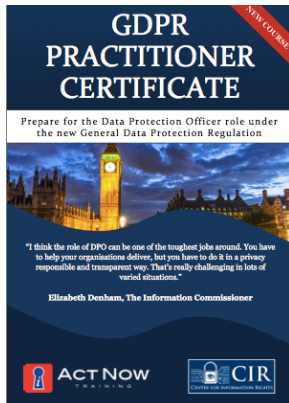 NEW COURSE
GDPR
PRACTITIONER
CERTIFICATE
Prepare for the Data Protection Officer role under
the new General Data Protection Regulation
"I think the role of DPO can be one of the toughest jobs around. You have
to help your organisations deliver, but you have to do it in a privacy
responsible and transparent way. That's really challenging in lots of
varied situations."
Elizabeth Denham, The Information Commissioner
ACT NOW
TRAINING
CIR
CENTRE FOR INFORMATION RIGHTS